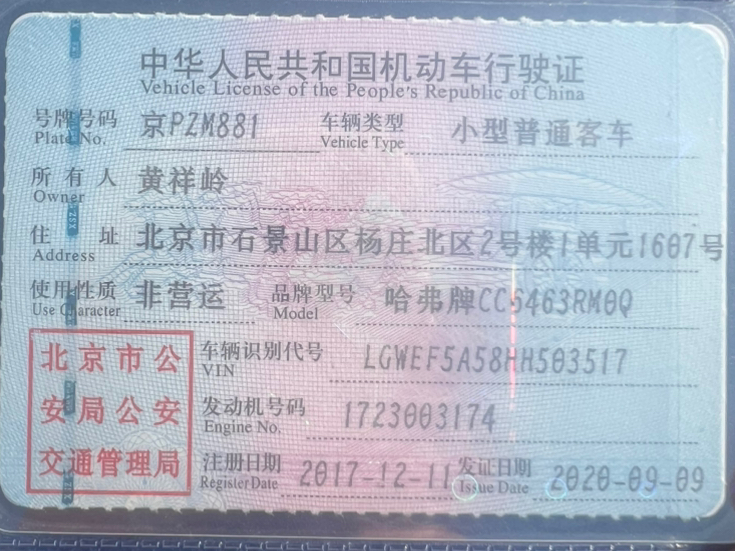 中华人民共和国机动车行驶证
Vehicle License of the People's Republic of China
号牌号码 京PZM881 车辆类型 小型普通客车
Plate No. Vehicle Type
所有人 黄祥岭
Owner
住址 北京市石景山区杨庄北区2号楼1单元1607号
Address
使用性质 非营运 品牌型号 哈弗牌CC6463RM0Q
Use Character Model
北京市公 车辆识别代号 LGWEF5A58HH503517
VIN
安局公安 发动机号码 1723003174
Engine No.
交通管理局 注册日期 2017-12-11 发证日期 2020-09-09
Register Date Issue Date